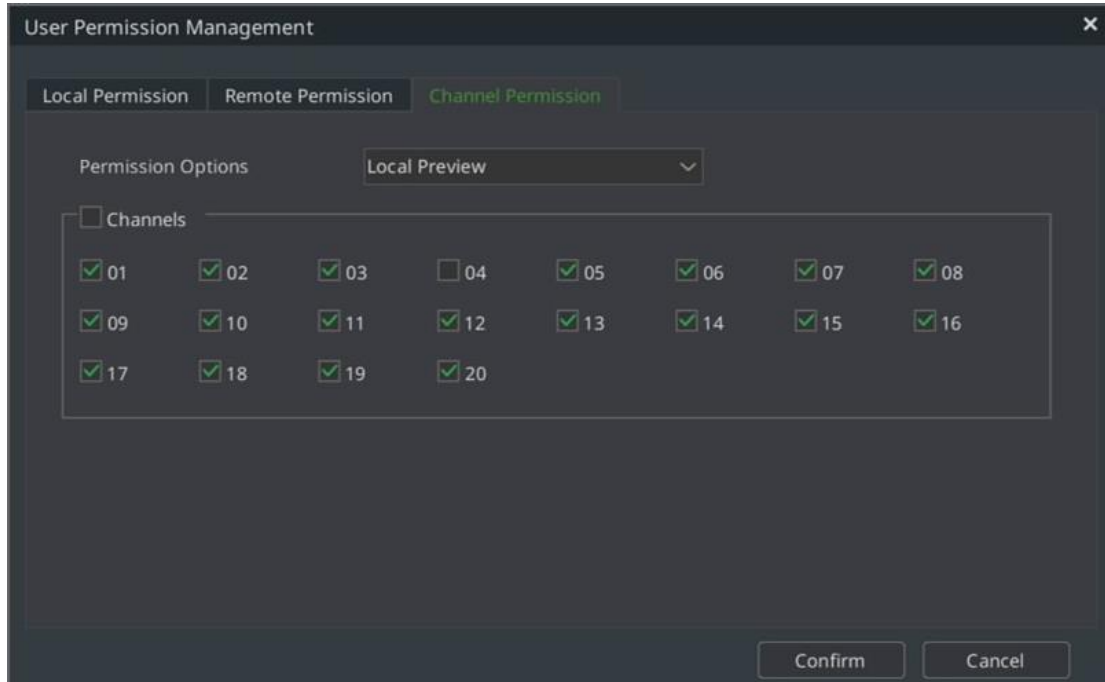 User Permission Management
Local Permission Remote Permission Channel Permission
Permission Options Local Preview
Channels
01 02 03 04 05 06 07 08
09 10 11 12 13 14 15 16
17 18 19 20
Confirm Cancel